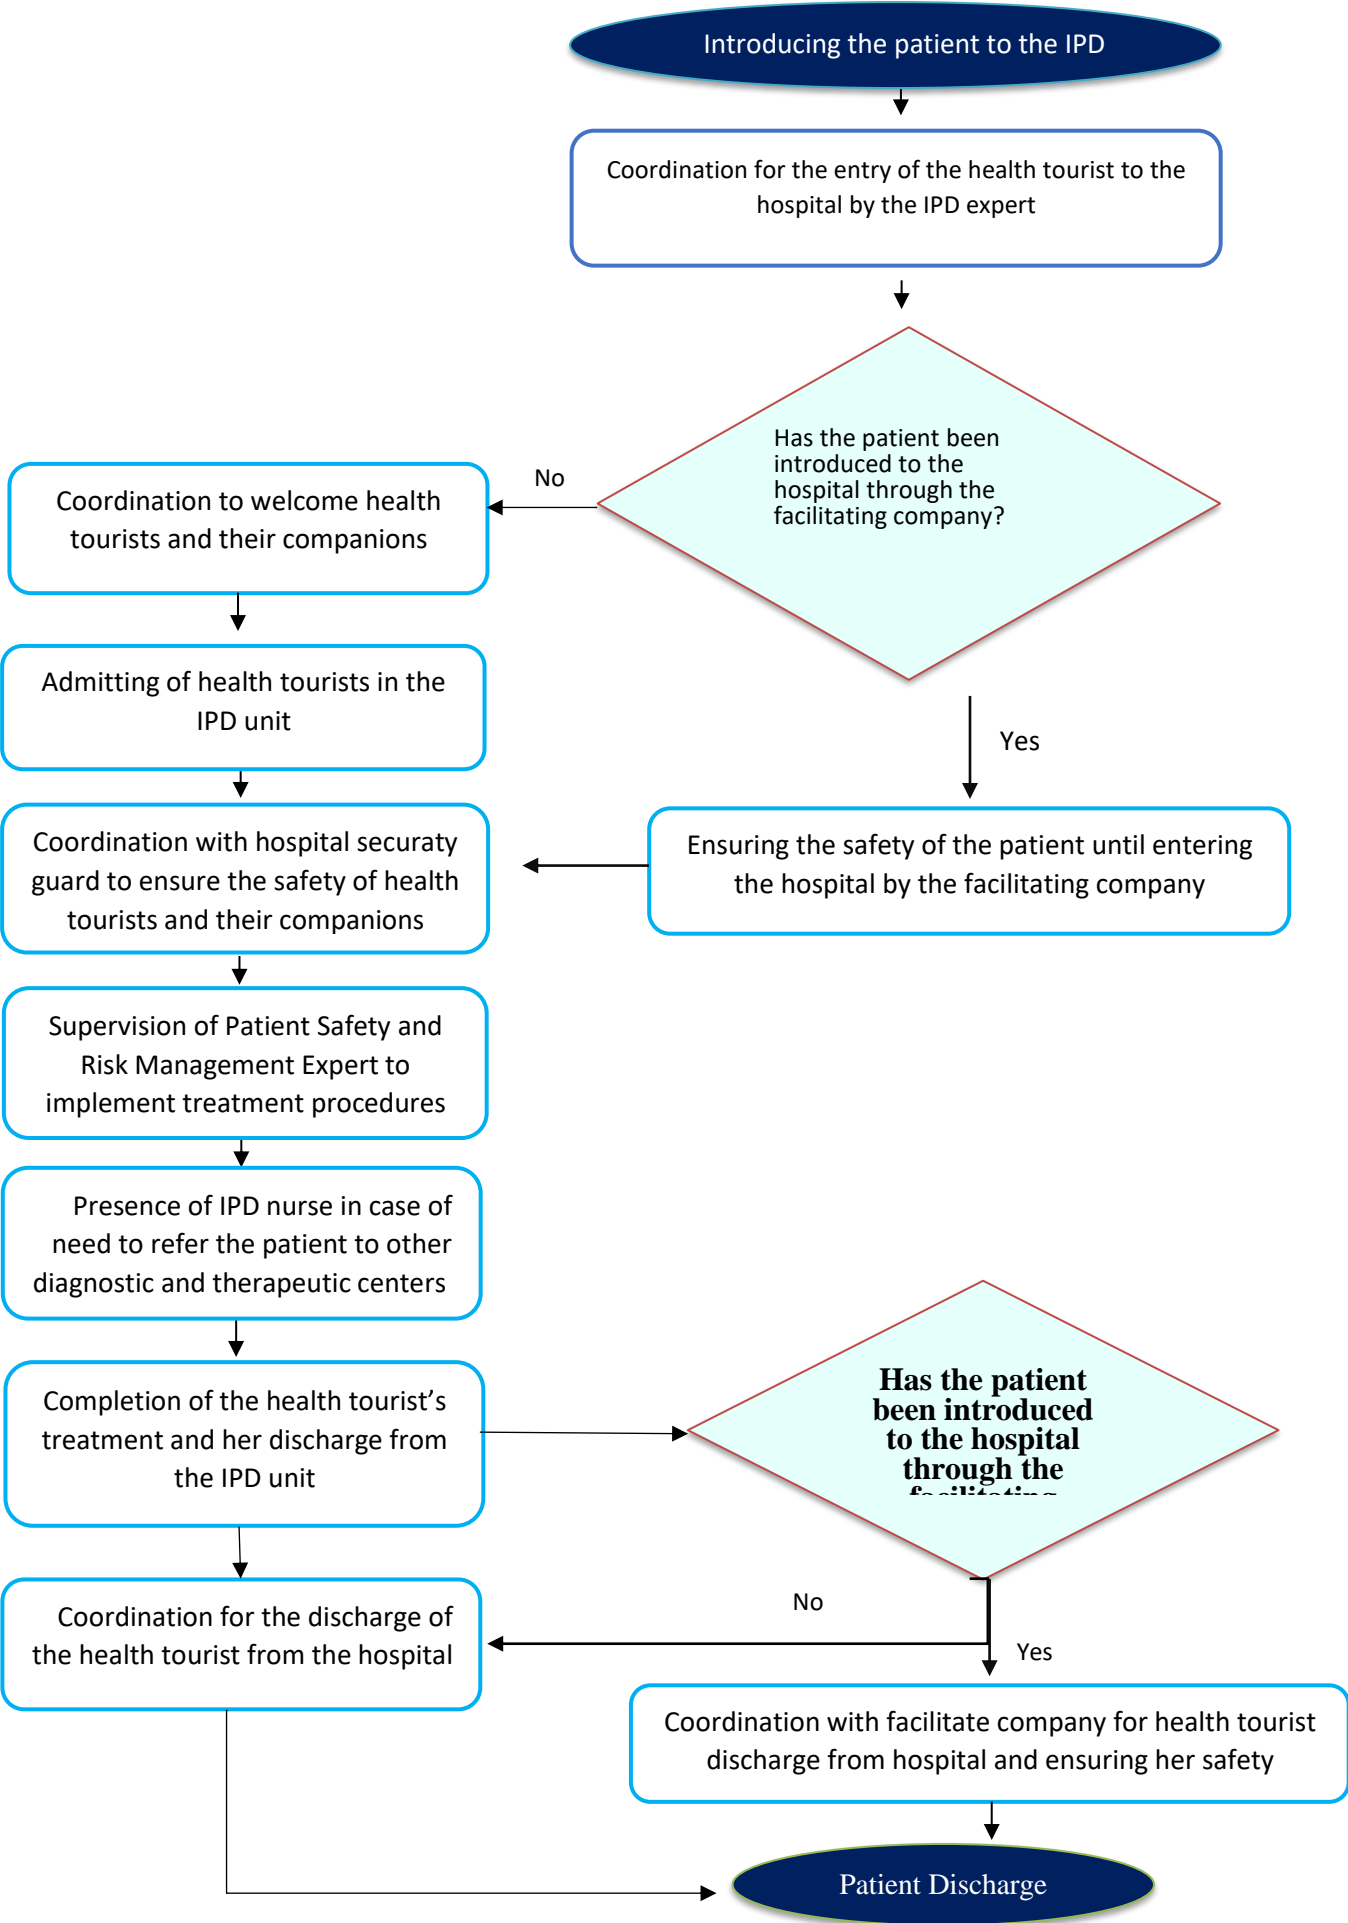 Introducing the patient to the IPD
Coordination for the entry of the health tourist to the
hospital by the IPD expert
Has the patient been
introduced to the
hospital through the
facilitating company?
No
Coordination to welcome health
tourists and their companions
Admitting of health tourists in the
IPD unit
Yes
Coordination with hospital securaty
guard to ensure the safety of health
tourists and their companions
Ensuring the safety of the patient until entering
the hospital by the facilitating company
Supervision of Patient Safety and
Risk Management Expert to
implement treatment procedures
Presence of IPD nurse in case of
need to refer the patient to other
diagnostic and therapeutic centers
Completion of the health tourist’s
treatment and her discharge from
the IPD unit
Has the patient
been introduced
to the hospital
through the
facilitating
No
Coordination for the discharge of
the health tourist from the hospital
Yes
Coordination with facilitate company for health tourist
discharge from hospital and ensuring her safety
Patient Discharge